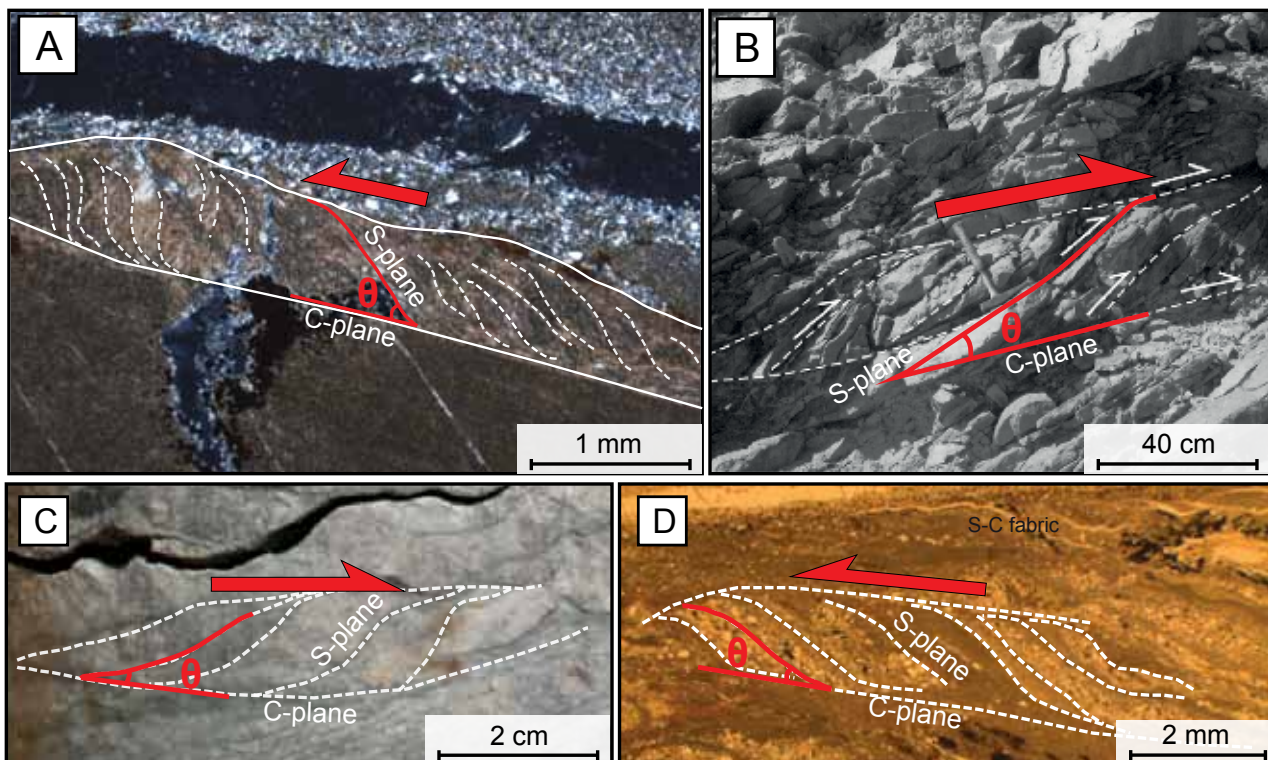 A
S-plane
θ
C-plane
1 mm
B
θ
S-plane
C-plane
40 cm
C
S-plane
θ
C-plane
2 cm
D
S-C fabric
S-plane
θ
C-plane
2 mm